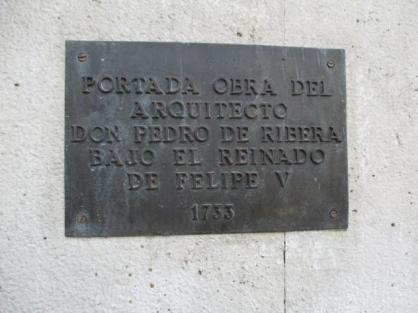 PORTADA OBRA DEL
ARQUITECTO
DON PEDRO DE RIBERA
BAJO EL REINADO
DE FELIPE V
1733